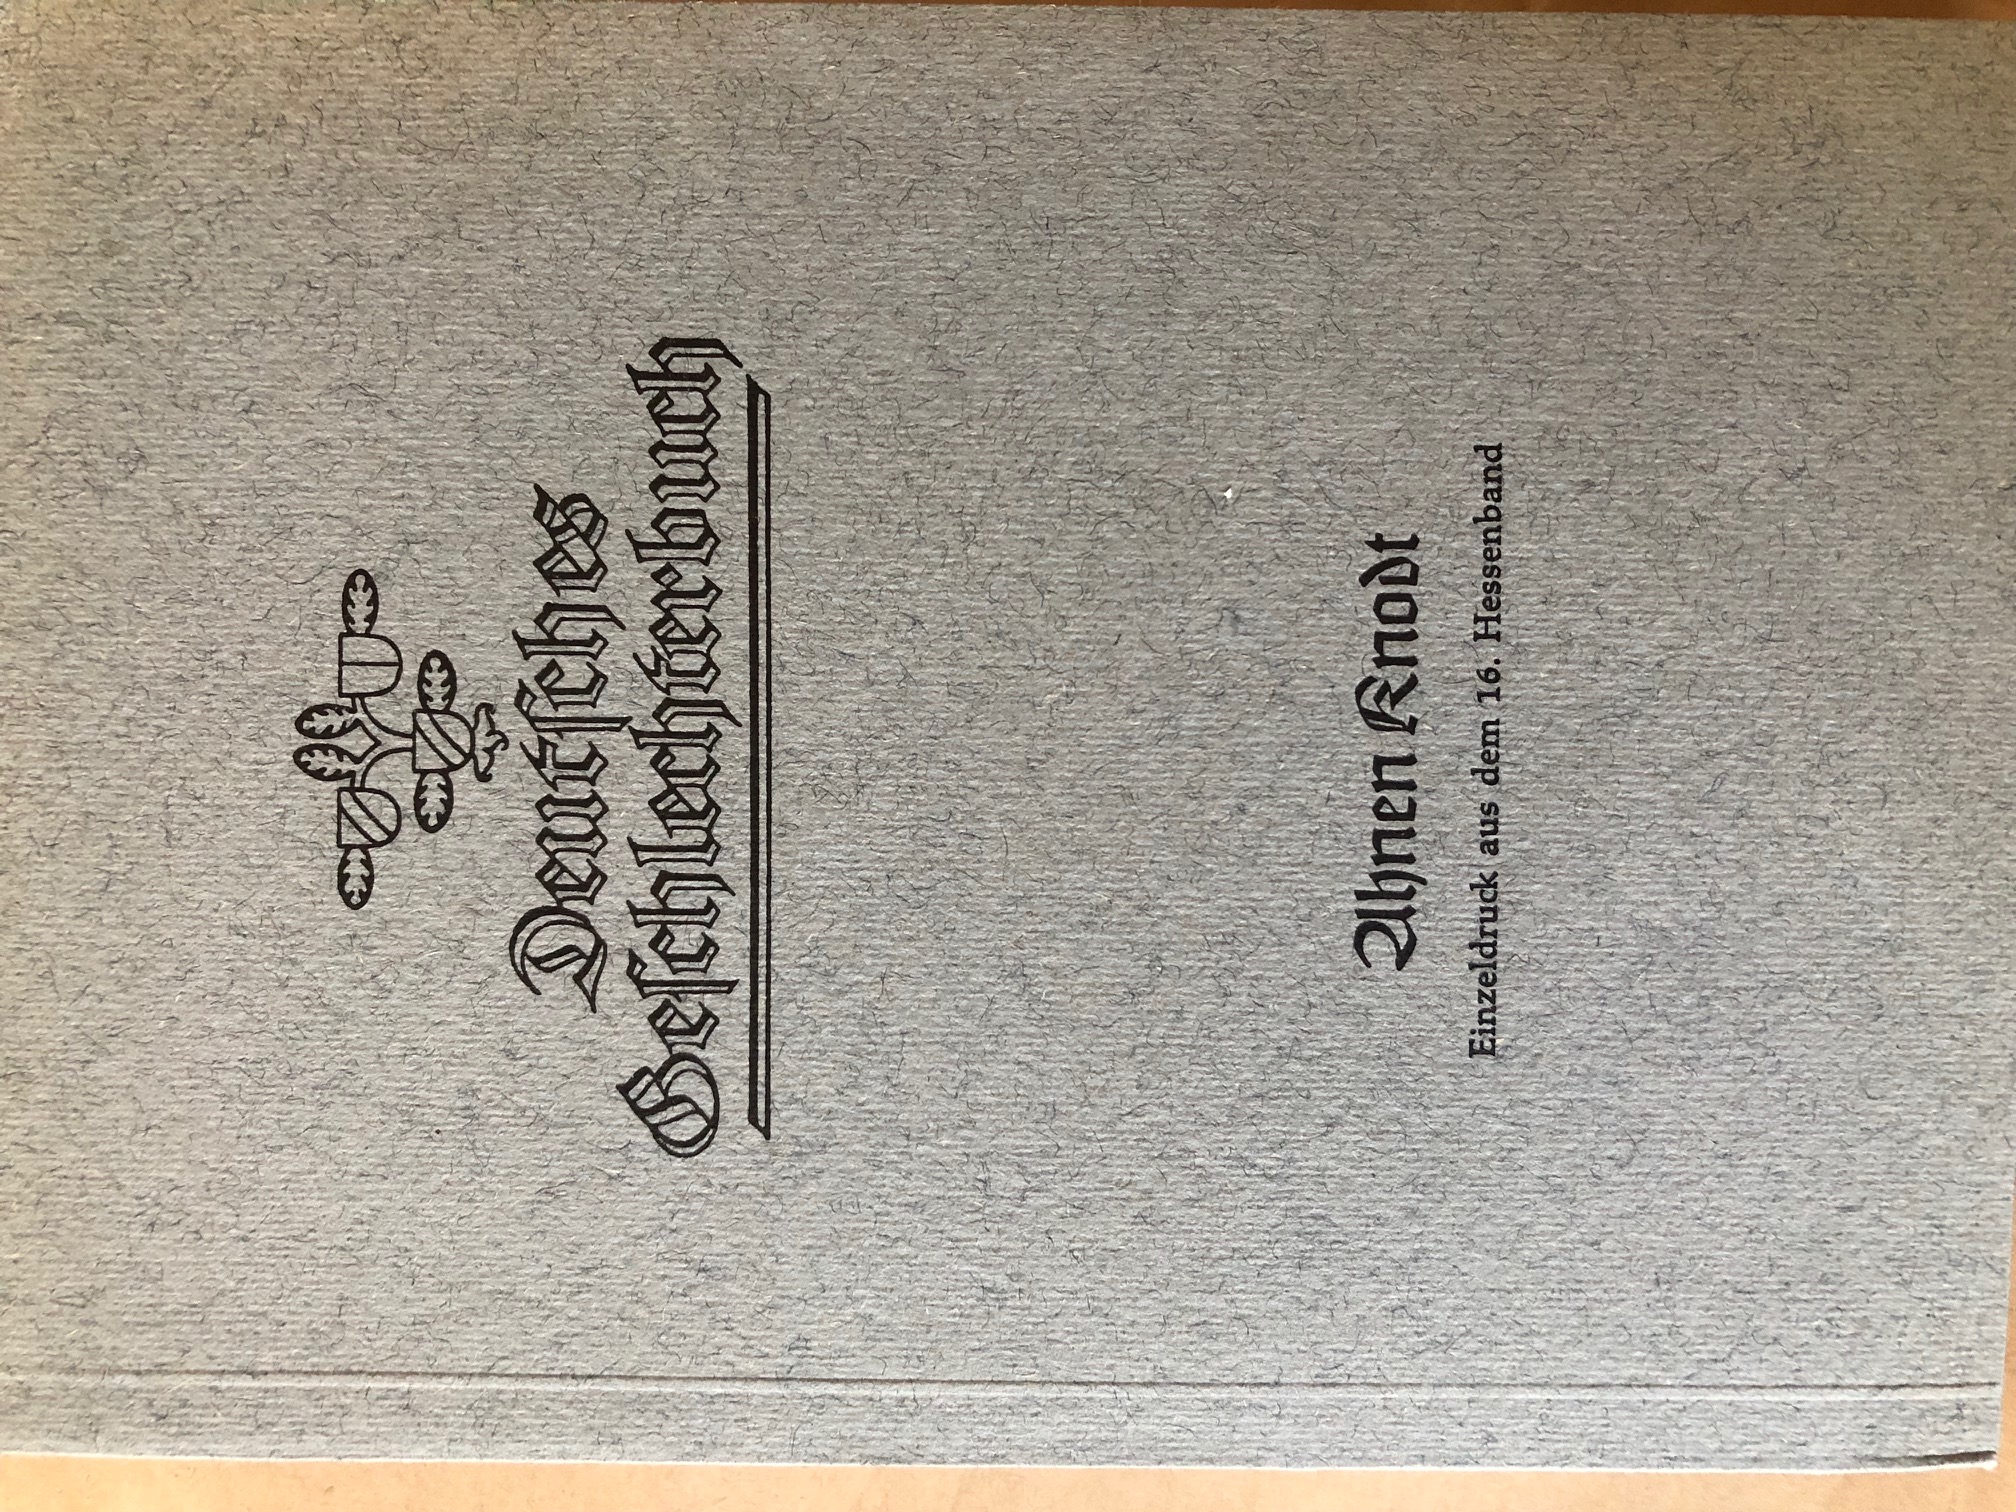 Deutſches
Geſchlechterbuch
Ahnen Knodt
Einzeldruck aus dem 16. Hessenband